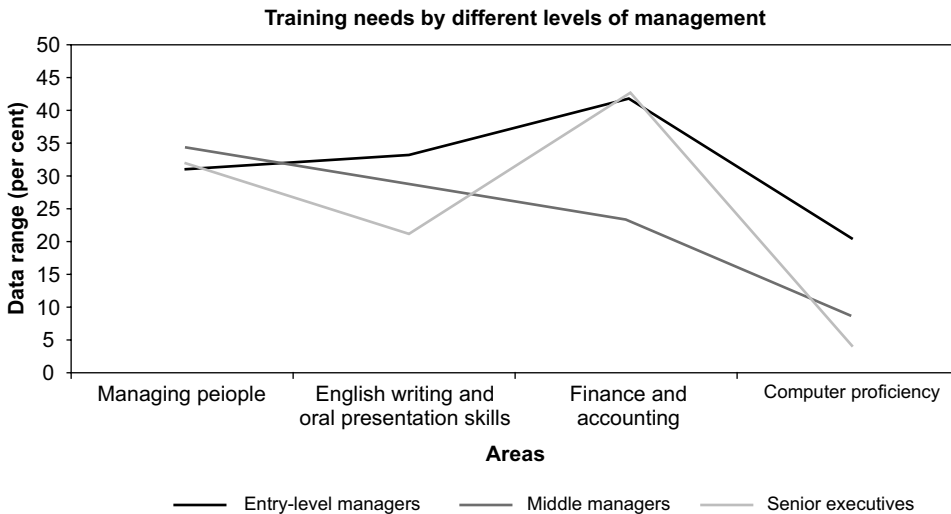 Training needs by different levels of management
50
45
40
35
30
25
20
15
10
5
0
Data range (per cent)
Managing peiople
English writing and
oral presentation skills
Finance and
accounting
Computer proficiency
Areas
Entry-level managers
Middle managers
Senior executives